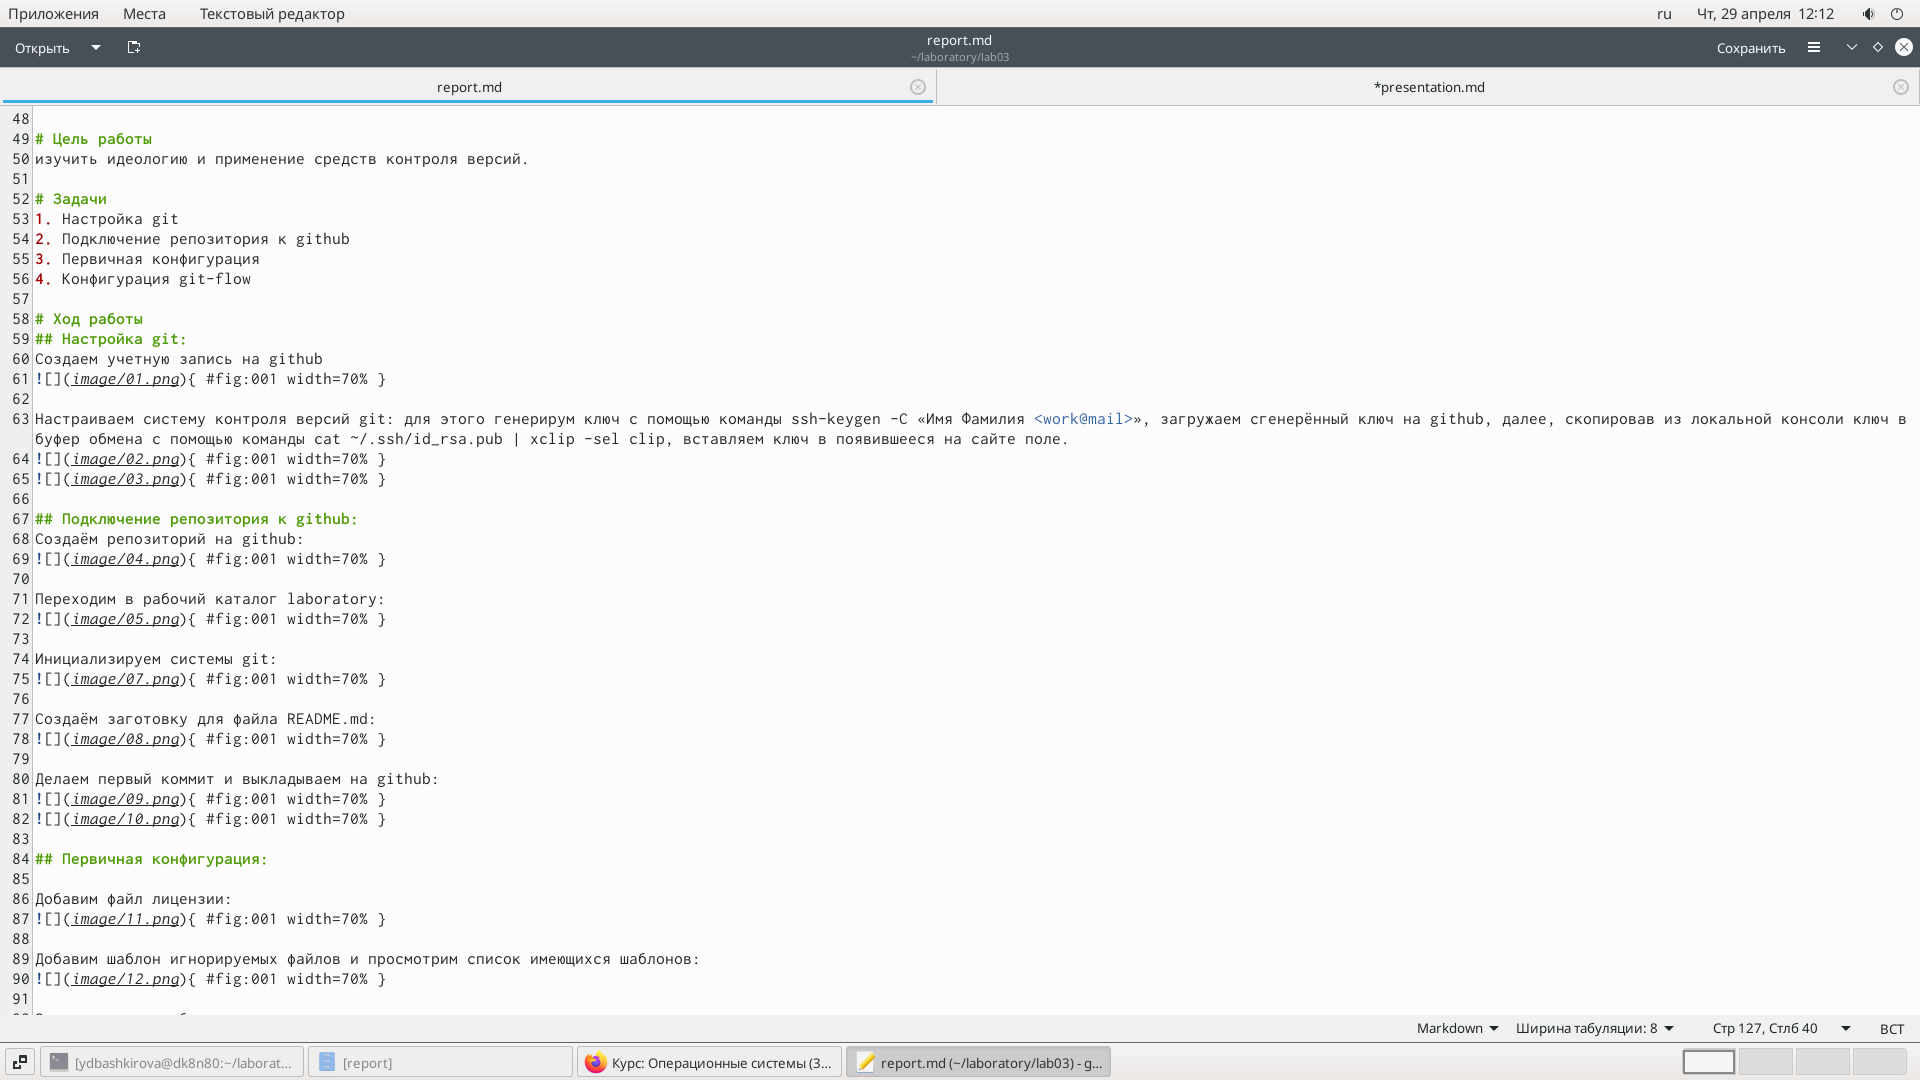 Приложения Места Текстовый редактор ru Чт, 29 апреля 12:12
Открыть report.md Сохранить
~/laboratory/lab03
report.md *presentation.md
48
49 # Цель работы
50 изучить идеологию и применение средств контроля версий.
51
52 # Задачи
53 1. Настройка git
54 2. Подключение репозитория к github
55 3. Первичная конфигурация
56 4. Конфигурация git-flow
57
58 # Ход работы
59 ## Настройка git:
60 Создаем учетную запись на github
61 ![](image/01.png){ #fig:001 width=70% }
62
63 Настраиваем систему контроля версий git: для этого генерирум ключ с помощью команды ssh-keygen -C «Имя Фамилия <work@mail>», загружаем сгенерённый ключ на github, далее, скопировав из локальной консоли ключ в
буфер обмена с помощью команды cat ~/.ssh/id_rsa.pub | xclip -sel clip, вставляем ключ в появившееся на сайте поле.
64 ![](image/02.png){ #fig:001 width=70% }
65 ![](image/03.png){ #fig:001 width=70% }
66
67 ## Подключение репозитория к github:
68 Создаём репозиторий на github:
69 ![](image/04.png){ #fig:001 width=70% }
70
71 Переходим в рабочий каталог laboratory:
72 ![](image/05.png){ #fig:001 width=70% }
73
74 Инициализируем системы git:
75 ![](image/07.png){ #fig:001 width=70% }
76
77 Создаём заготовку для файла README.md:
78 ![](image/08.png){ #fig:001 width=70% }
79
80 Делаем первый коммит и выкладываем на github:
81 ![](image/09.png){ #fig:001 width=70% }
82 ![](image/10.png){ #fig:001 width=70% }
83
84 ## Первичная конфигурация:
85
86 Добавим файл лицензии:
87 ![](image/11.png){ #fig:001 width=70% }
88
89 Добавим шаблон игнорируемых файлов и просмотрим список имеющихся шаблонов:
90 ![](image/12.png){ #fig:001 width=70% }
91
Markdown Ширина табуляции: 8 Стр 127, Стлб 40 ВСТ
[ydbashkirova@dk8n80:~/laborat... [report] Курс: Операционные системы (3... report.md (~/laboratory/lab03) - g...